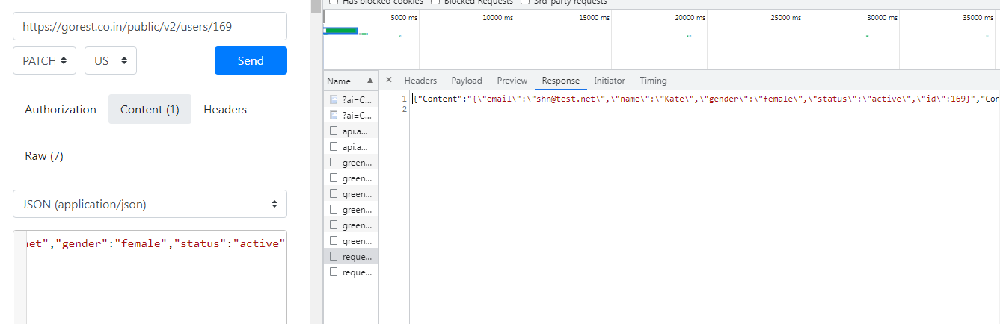 https://gorest.co.in/public/v2/users/169
PATCH US Send
Authorization Content (1) Headers
Raw (7)
JSON (application/json)
net","gender":"female","status":"active"
Has blocked cookies Blocked Requests 3rd-party requests
5000 ms 10000 ms 15000 ms 20000 ms 25000 ms 30000 ms 35000 ms
Name
?ai=C...
?ai=C...
api.a...
api.a...
green...
green...
green...
green...
green...
green...
reque...
reque...
× Headers Payload Preview Response Initiator Timing
1 {"Content":"{\"email\":\"shn@test.net\",\"name\":\"Kate\",\"gender\":\"female\",\"status\":\"active\",\"id\":169}","Con
2